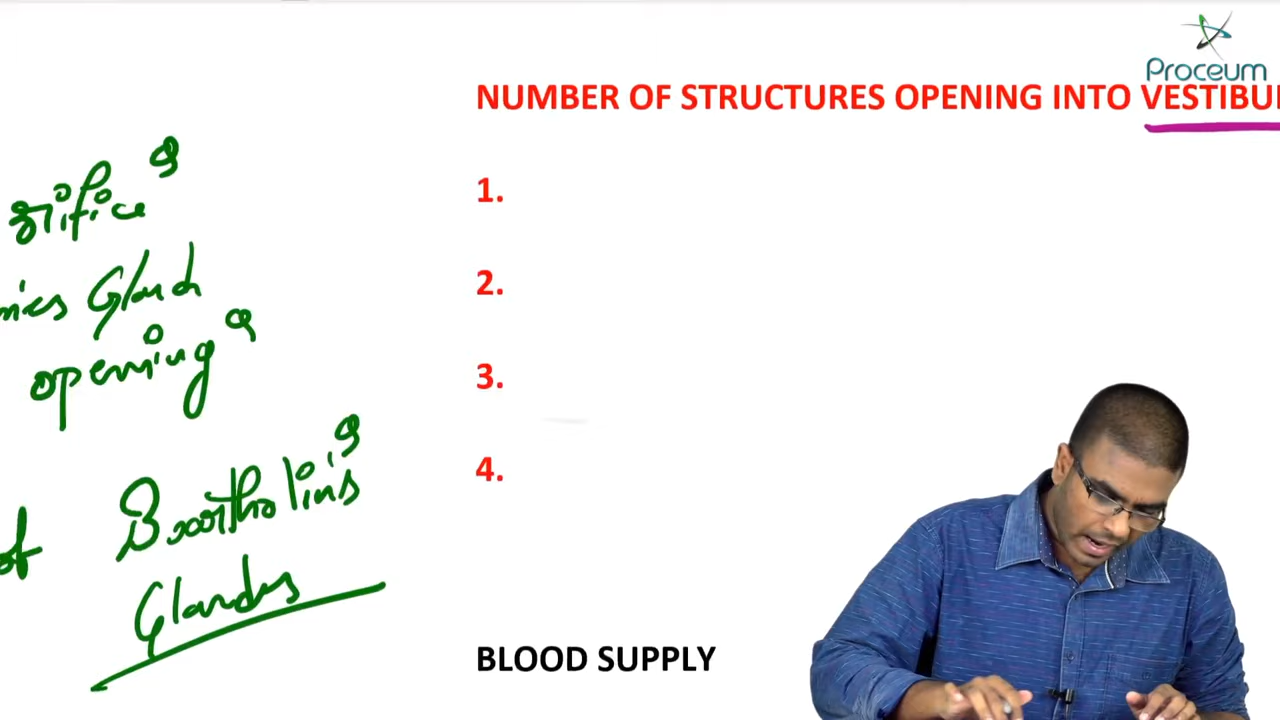 Proceum
NUMBER OF STRUCTURES OPENING INTO VESTIBU
orifice
Gland
opening
of Bartholin's
Glands
1.
2.
3.
4.
BLOOD SUPPLY